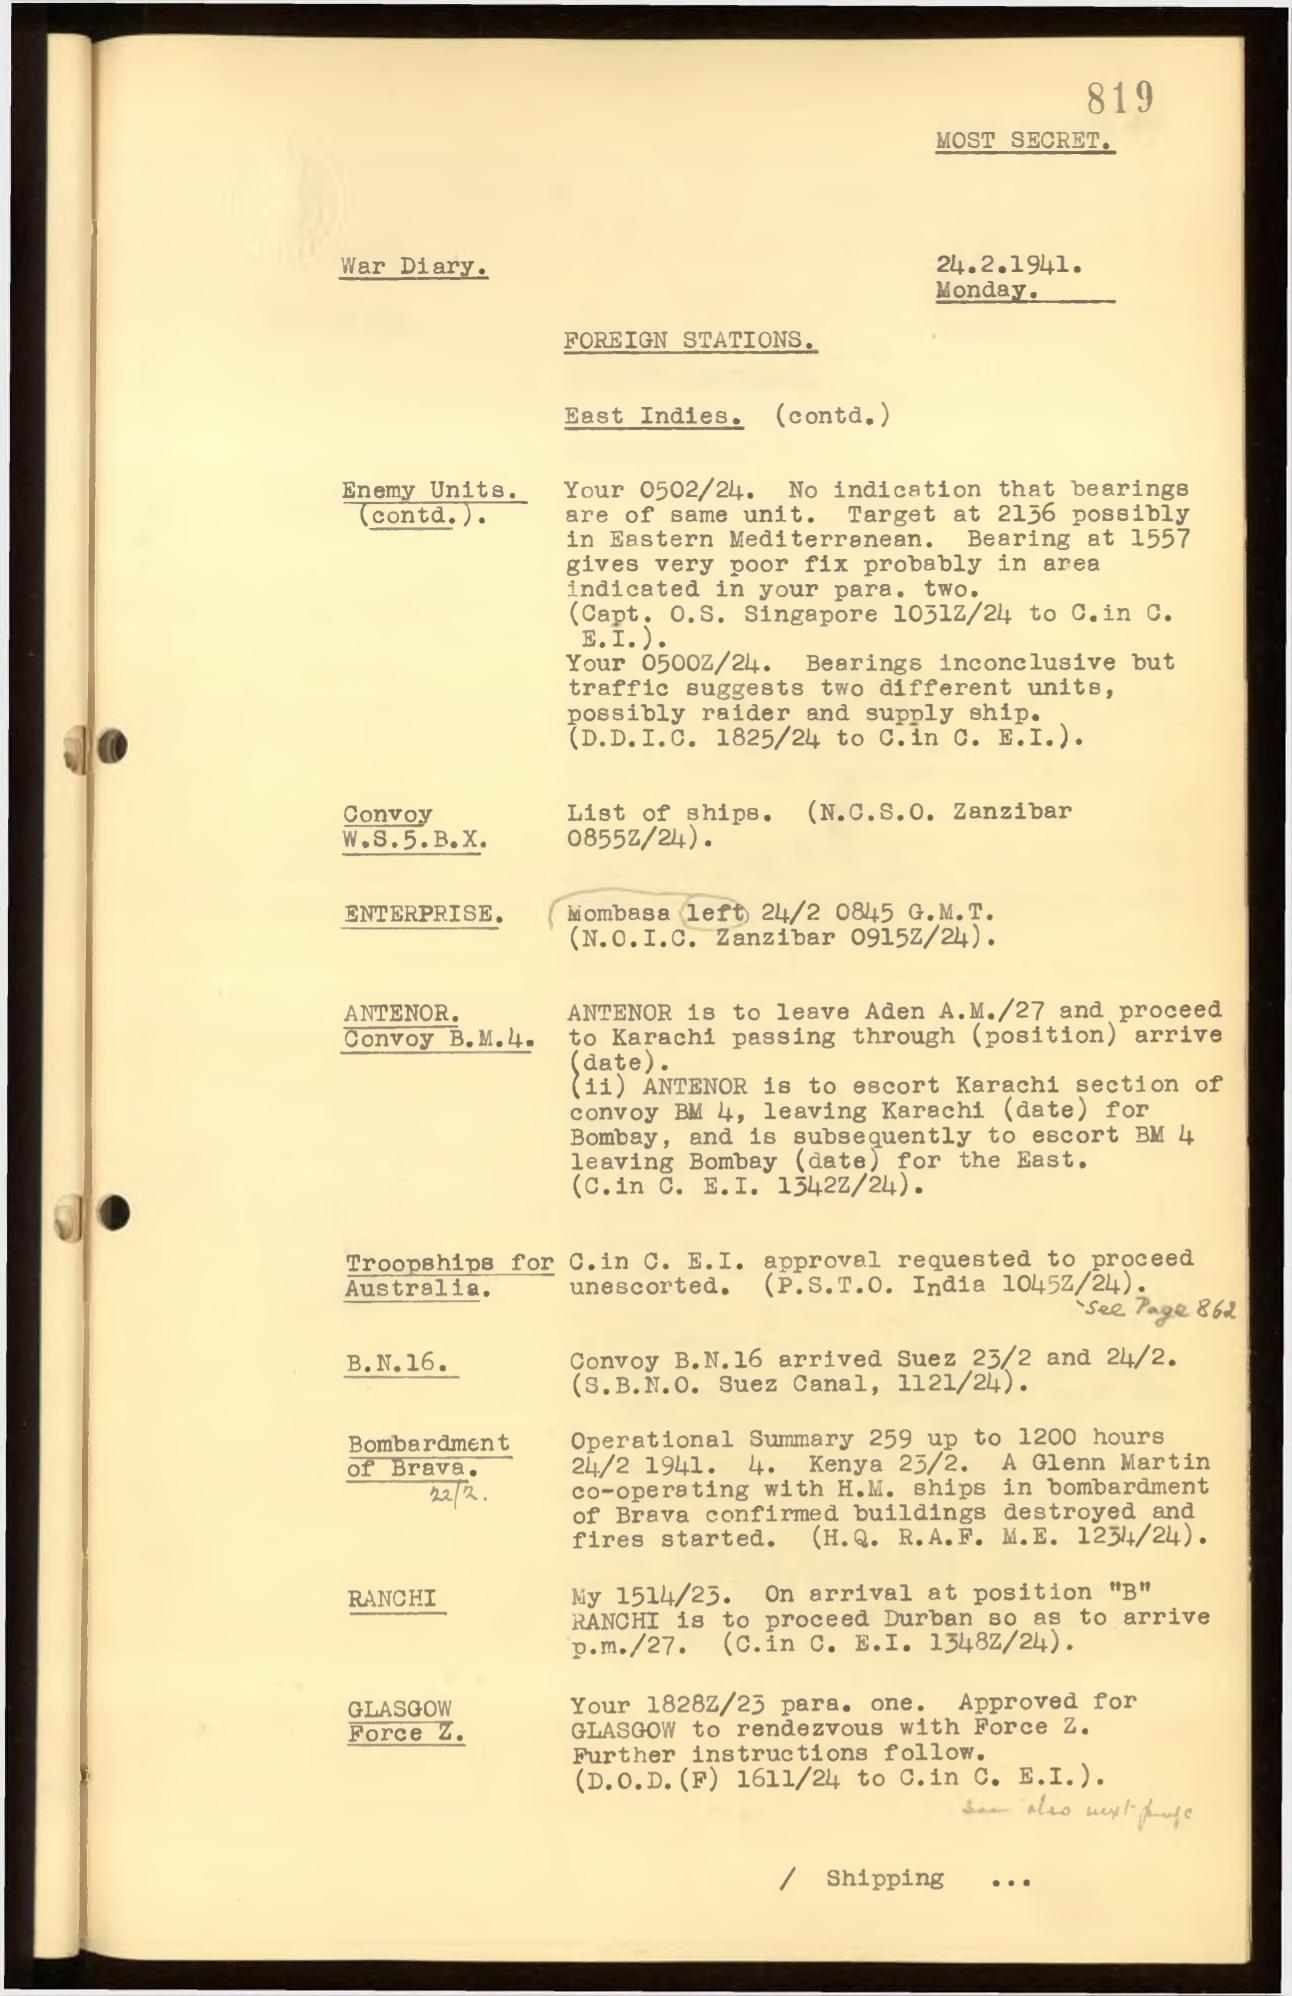 819
MOST SECRET.
War Diary.
24.2.1941.
Monday.
FOREIGN STATIONS.
East Indies. (contd.)
Enemy Units.
(contd.).
Your 0502/24. No indication that bearings
are of same unit. Target at 2136 possibly
in Eastern Mediterranean. Bearing at 1557
gives very poor fix probably in area
indicated in your para. two.
(Capt. O.S. Singapore 1031Z/24 to C.in C.
E.I.).
Your 0500Z/24. Bearings inconclusive but
traffic suggests two different units,
possibly raider and supply ship.
(D.D.I.C. 1825/24 to C.in C. E.I.).
Convoy
W.S.5.B.X.
List of ships. (N.C.S.O. Zanzibar
0855Z/24).
ENTERPRISE.
Mombasa left 24/2 0845 G.M.T.
(N.O.I.C. Zanzibar 0915Z/24).
ANTENOR.
Convoy B.M.4.
ANTENOR is to leave Aden A.M./27 and proceed
to Karachi passing through (position) arrive
(date).
(ii) ANTENOR is to escort Karachi section of
convoy BM 4, leaving Karachi (date) for
Bombay, and is subsequently to escort BM 4
leaving Bombay (date) for the East.
(C.in C. E.I. 1342Z/24).
Troopships for
Australia.
C.in C. E.I. approval requested to proceed
unescorted. (P.S.T.O. India 1045Z/24).
See Page 862
B.N.16.
Convoy B.N.16 arrived Suez 23/2 and 24/2.
(S.B.N.O. Suez Canal, 1121/24).
Bombardment
of Brava.
22/2.
Operational Summary 259 up to 1200 hours
24/2 1941. 4. Kenya 23/2. A Glenn Martin
co-operating with H.M. ships in bombardment
of Brava confirmed buildings destroyed and
fires started. (H.Q. R.A.F. M.E. 1234/24).
RANCHI
My 1514/23. On arrival at position "B"
RANCHI is to proceed Durban so as to arrive
p.m./27. (C.in C. E.I. 1348Z/24).
GLASGOW
Force Z.
Your 1828Z/23 para. one. Approved for
GLASGOW to rendezvous with Force Z.
Further instructions follow.
(D.O.D.(F) 1611/24 to C.in C. E.I.).
see also next page
/ Shipping ...